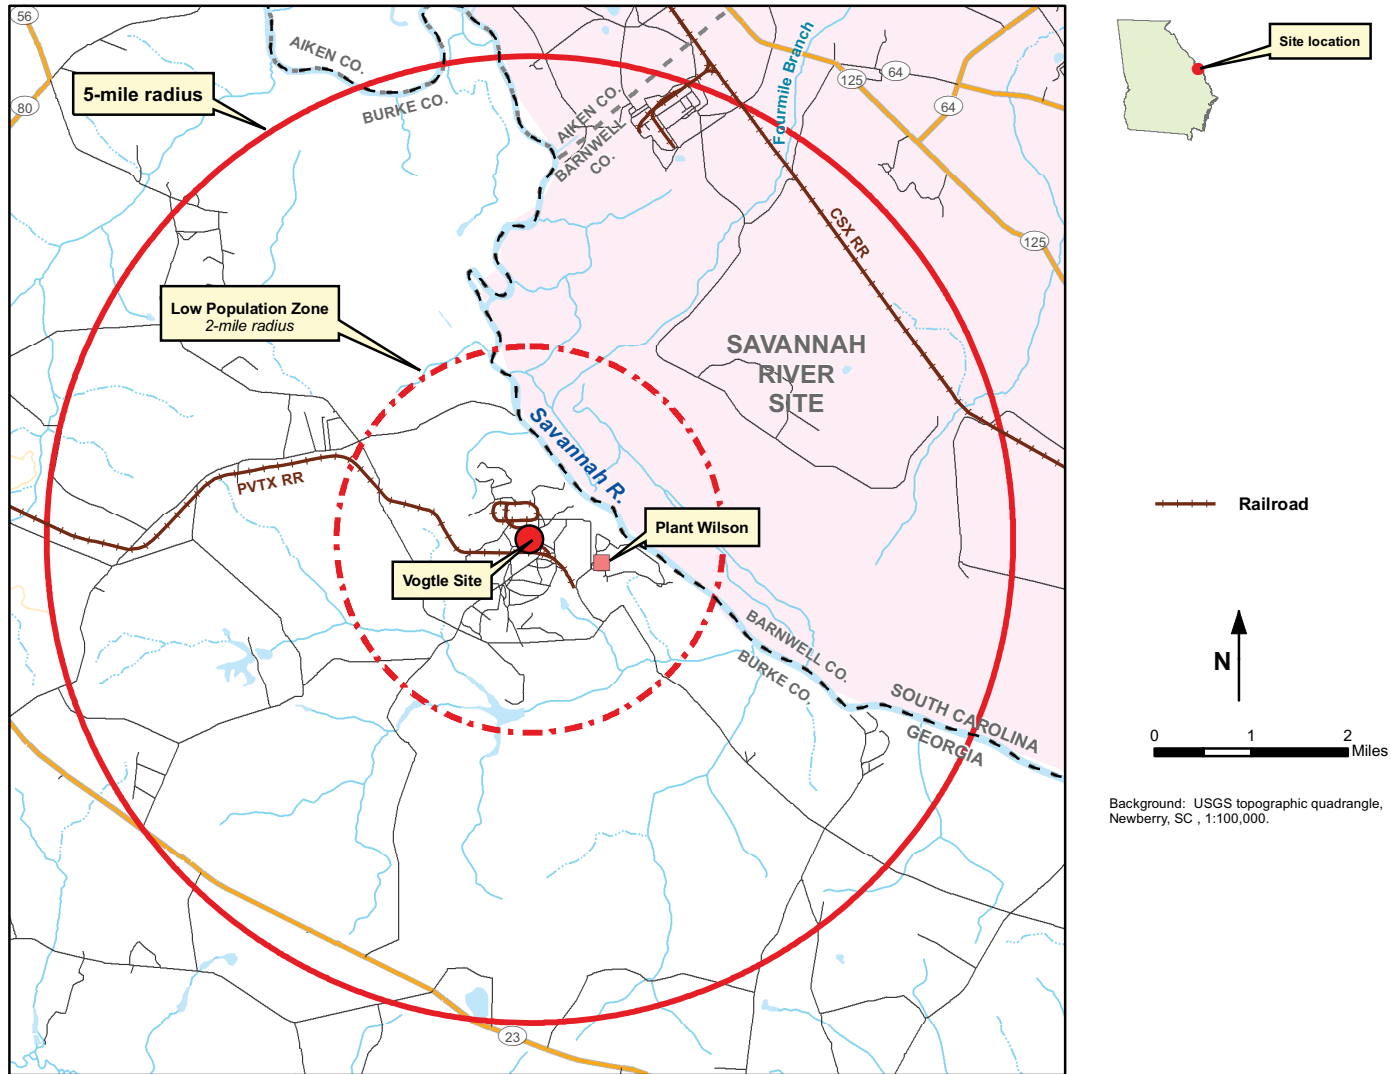 56
80
5-mile radius
AIKEN CO.
BURKE CO.
AIKEN CO.
BARNWELL
CO.
Fourmile Branch
125
64
64
125
CSX RR
Low Population Zone
2-mile radius
SAVANNAH
RIVER
SITE
Savannah R.
PVTX RR
Plant Wilson
Vogtle Site
BARNWELL CO.
BURKE CO,
SOUTH CAROLINA
GEORGIA
23
Site location
Railroad
N
0 1 2
Miles
Background: USGS topographic quadrangle,
Newberry, SC , 1:100,000.